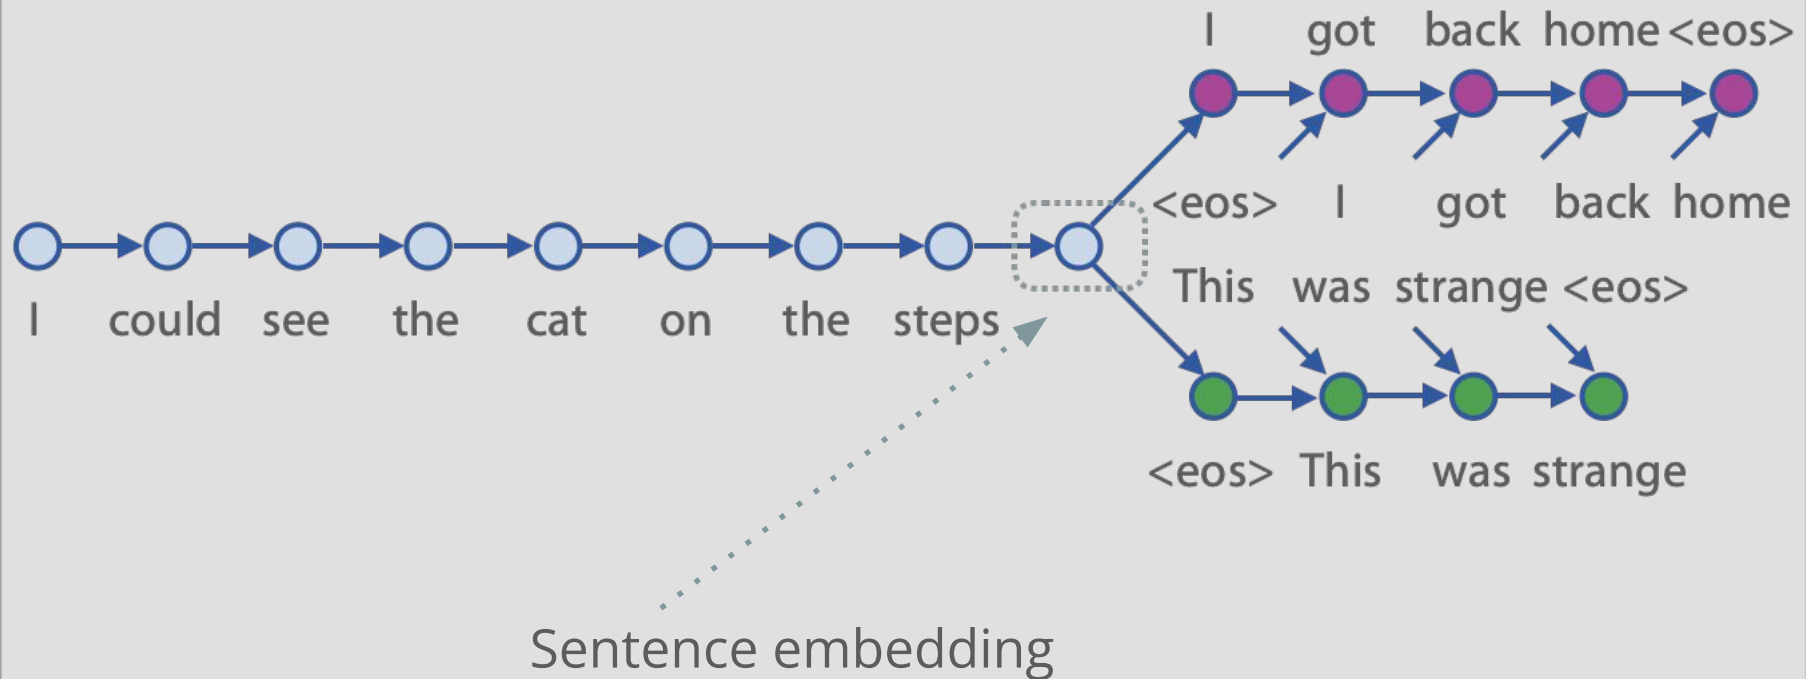 I got back home <eos>
<eos> I got back home
I could see the cat on the steps
This was strange <eos>
<eos> This was strange
Sentence embedding